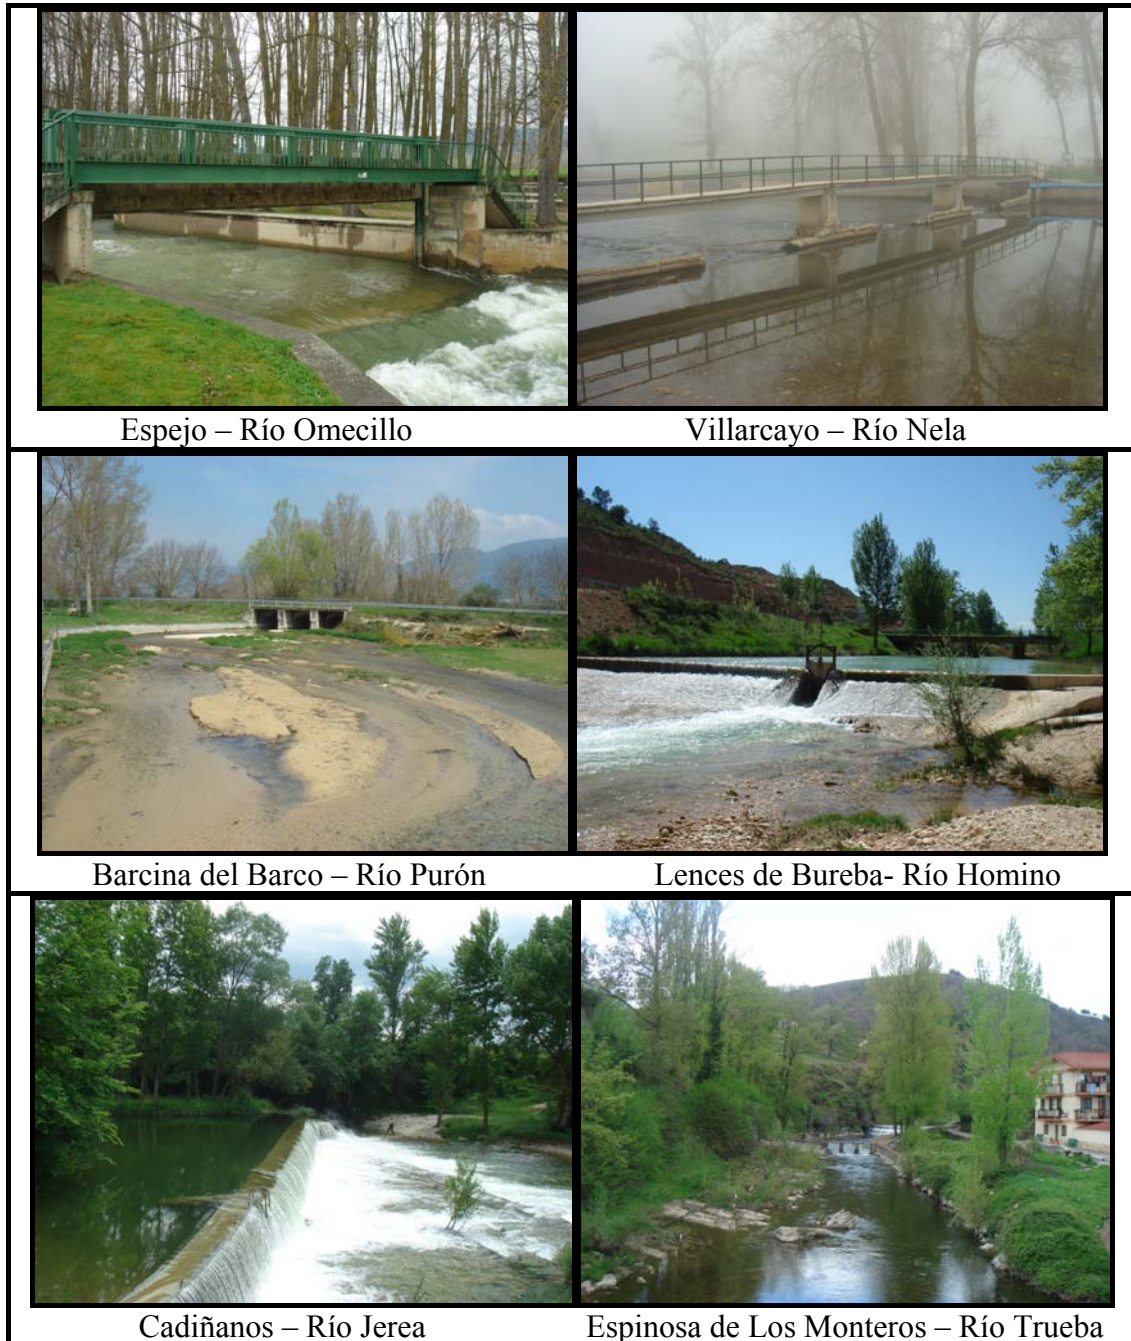 Espejo – Río Omecillo
Villarcayo – Río Nela
Barcina del Barco – Río Purón
Lences de Bureba- Río Homino
Cadiñanos – Río Jerea
Espinosa de Los Monteros – Río Trueba